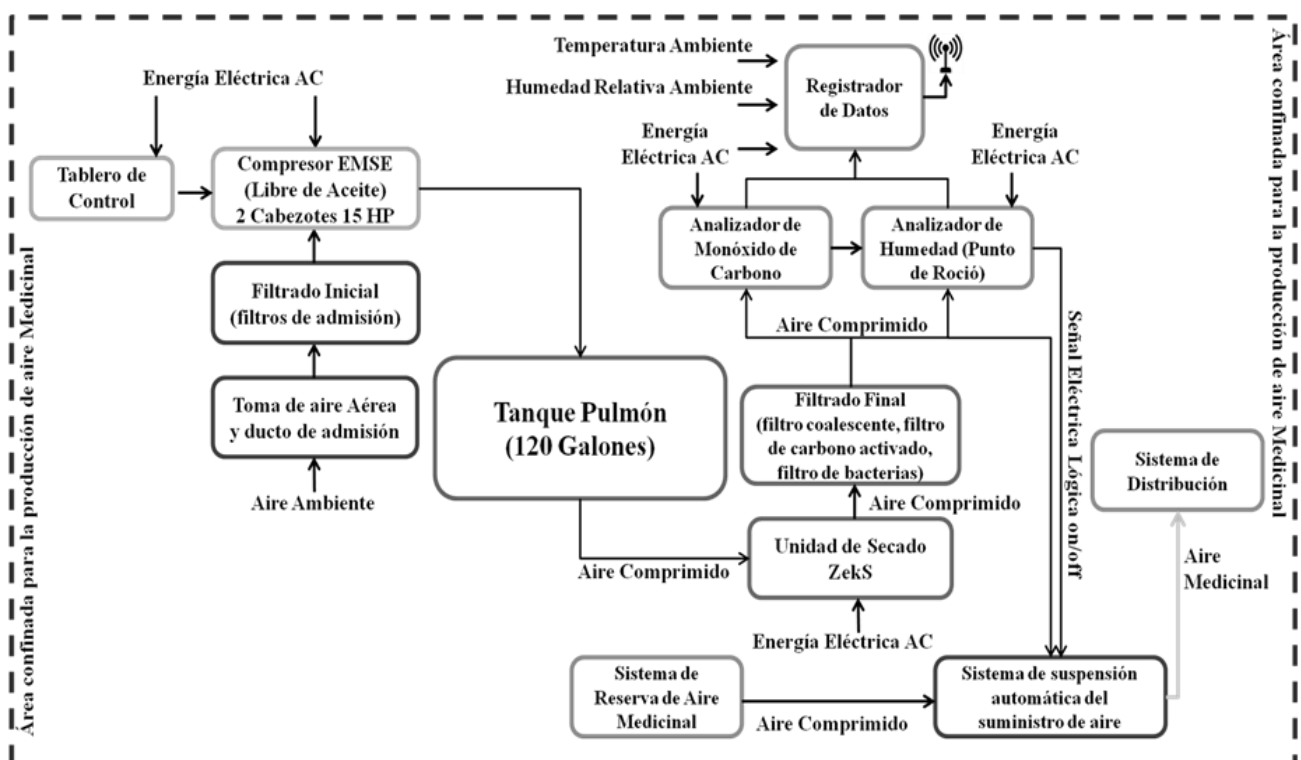 Área confinada para la producción de aire Medicinal
Energía Eléctrica AC
Tablero de
Control
Compresor EMSE
(Libre de Aceite)
2 Cabezotes 15 HP
Filtrado Inicial
(filtros de admisión)
Toma de aire Aérea
y ducto de admisión
Aire Ambiente
Tanque Pulmón
(120 Galones)
Aire Comprimido
Temperatura Ambiente
Humedad Relativa Ambiente
Energía
Eléctrica AC
Registrador
de Datos
Energía
Eléctrica AC
Analizador de
Monóxido de
Carbono
Analizador de
Humedad (Punto
de Roció)
Aire Comprimido
Filtrado Final
(filtro coalescente, filtro
de carbono activado,
filtro de bacterias)
Aire Comprimido
Unidad de Secado
ZekS
Energía Eléctrica AC
Señal Eléctrica Lógica on/off
Sistema de
Reserva de Aire
Medicinal
Aire Comprimido
Sistema de suspensión
automática del
suministro de aire
Aire
Medicinal
Sistema de
Distribución
Área confinada para la producción de aire Medicinal